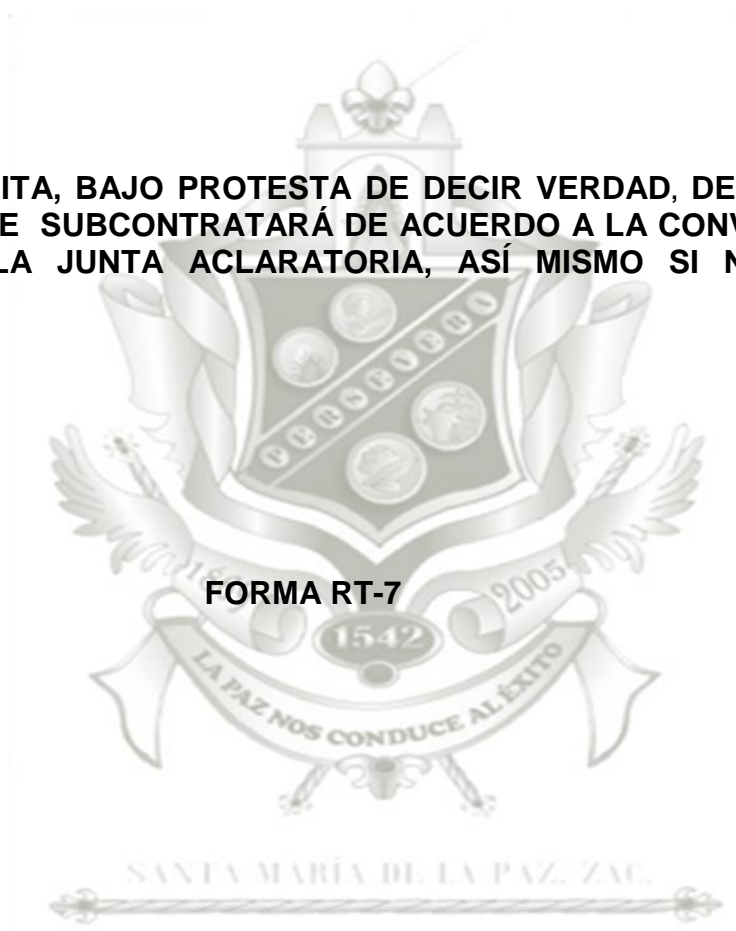 ITA, BAJO PROTESTA DE DECIR VERDAD, DE
E SUBCONTRATARÁ DE ACUERDO A LA CONV
LA JUNTA ACLARATORIA, ASÍ MISMO SI N
PERSEVERA
FORMA RT-7
2005
1542
LA PAZ NOS CONDUCE AL ÉXITO
SANTA MARÍA DE LA PAZ, ZAC.